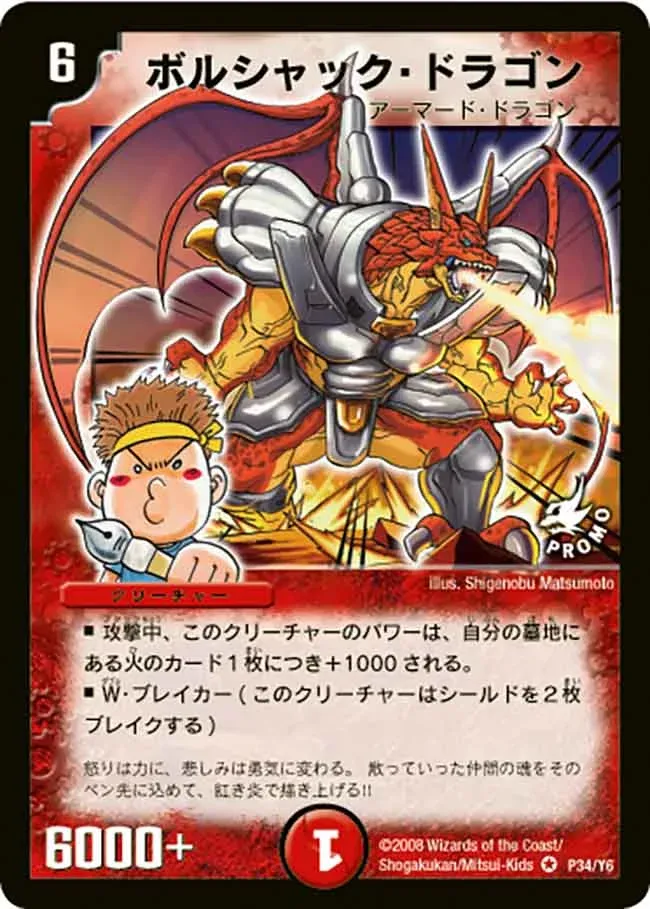 6
ボルシャック・ドラゴン
アーマード・ドラゴン
PROMO
illus. Shigenobu Matsumoto
クリーチャー
■ 攻撃中、このクリーチャーのパワーは、自分の墓地に
ある火のカード1枚につき+1000される。
■ W・ブレイカー(このクリーチャーはシールドを2枚
ブレイクする)
怒りは力に、悲しみは勇気に変わる。 散っていった仲間の魂をその
ペン先に込めて、紅き炎で描き上げる!!
6000+
1
©2008 Wizards of the Coast/
Shogakukan/Mitsui-Kids
P34/Y6